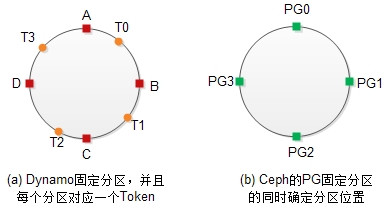 A
T0
T3
D
B
T1
T2
C
(a) Dynamo固定分区，并且
每个分区对应一个Token
PG0
PG3
PG1
PG2
(b) Ceph的PG固定分区
的同时确定分区位置